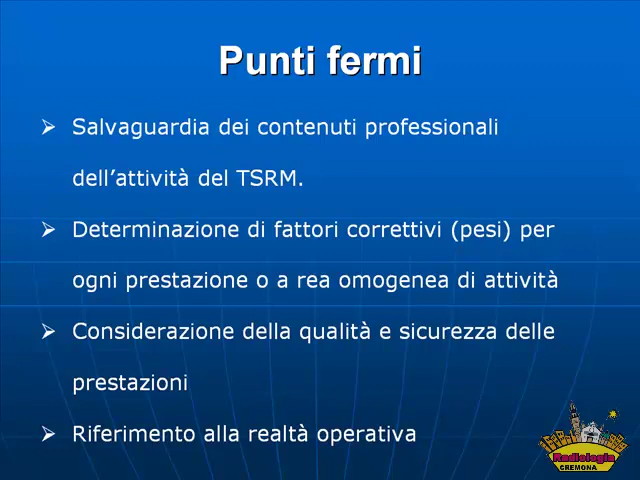 Punti fermi
➢ Salvaguardia dei contenuti professionali
dell’attività del TSRM.
➢ Determinazione di fattori correttivi (pesi) per
ogni prestazione o a rea omogenea di attività
➢ Considerazione della qualità e sicurezza delle
prestazioni
➢ Riferimento alla realtà operativa
Radiologia
CREMONA